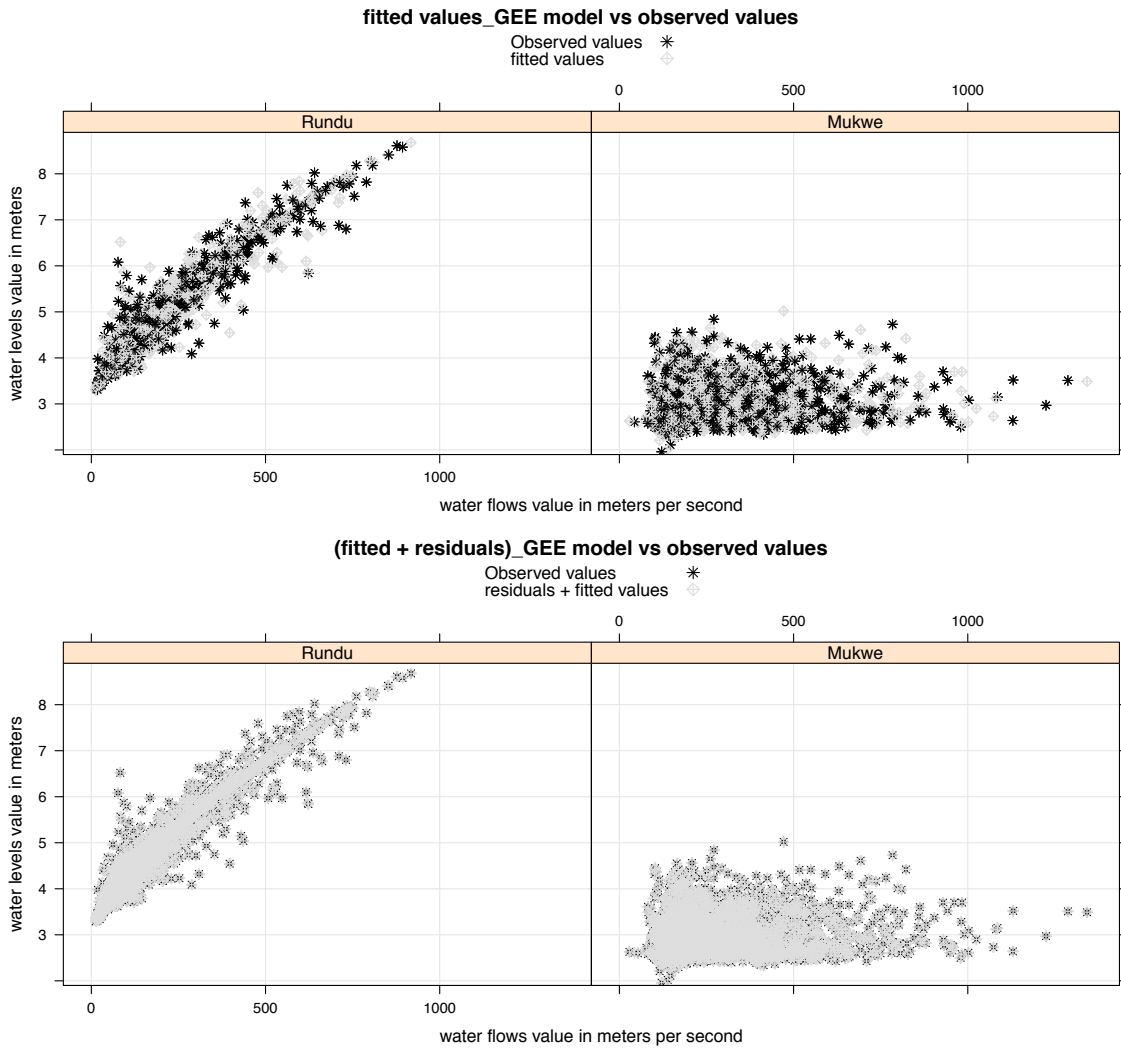 fitted values_GEE model vs observed values
Observed values
fitted values
0 500 1000
Rundu Mukwe
water levels value in meters
8
7
6
5
4
3
0 500 1000
water flows value in meters per second
(fitted + residuals)_GEE model vs observed values
Observed values
residuals + fitted values
0 500 1000
Rundu Mukwe
water levels value in meters
8
7
6
5
4
3
0 500 1000
water flows value in meters per second